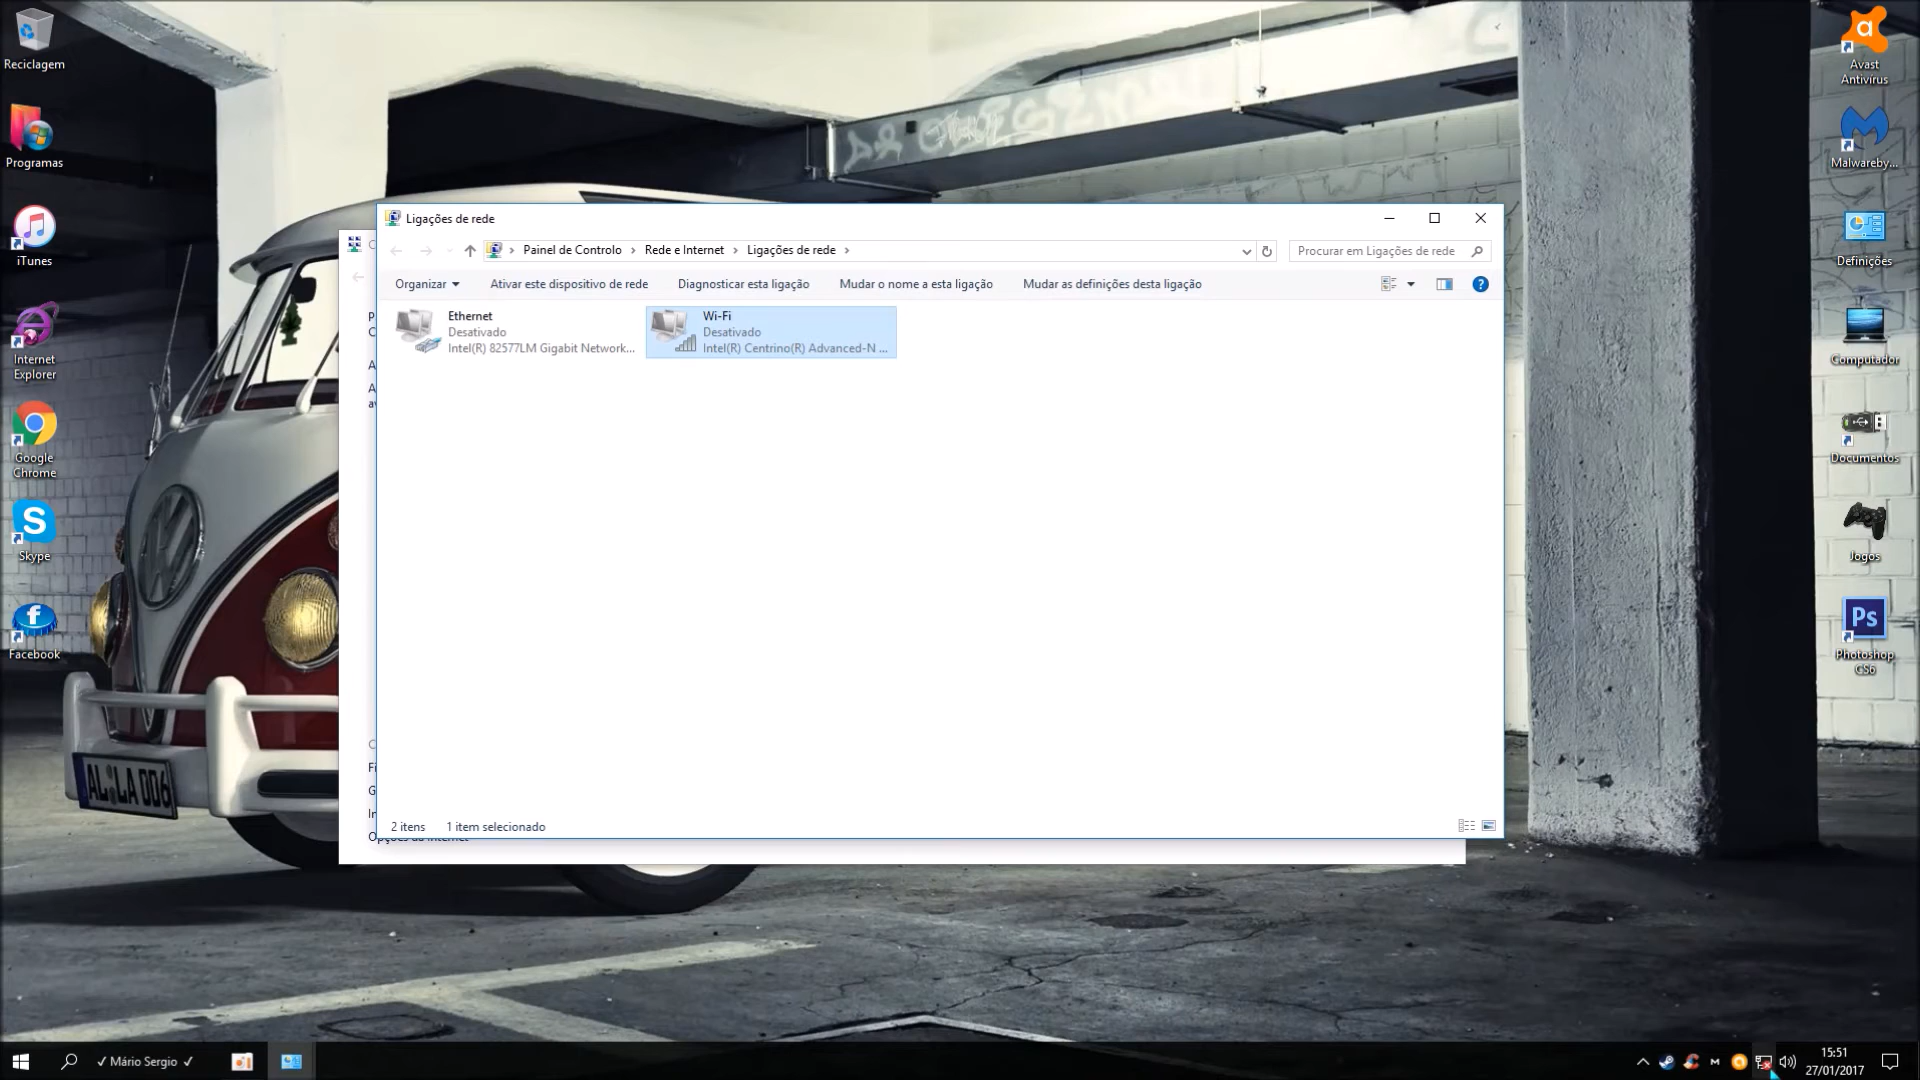 Reciclagem
Programas
iTunes
Internet
Explorer
Google
Chrome
Skype
Facebook
AL LA 006
Ligações de rede
Painel de Controlo
Rede e Internet
Ligações de rede
Procurar em Ligações de rede
Organizar
Ativar este dispositivo de rede
Diagnosticar esta ligação
Mudar o nome a esta ligação
Mudar as definições desta ligação
Ethernet
Desativado
Intel(R) 82577LM Gigabit Network...
Wi-Fi
Desativado
Intel(R) Centrino(R) Advanced-N ...
2 itens
1 item selecionado
Avast
Antivirus
Malwareby...
Definições
Computador
Documentos
Jogos
Ps
Photoshop
CS6
✓ Mário Sergio ✓
15:51
27/01/2017